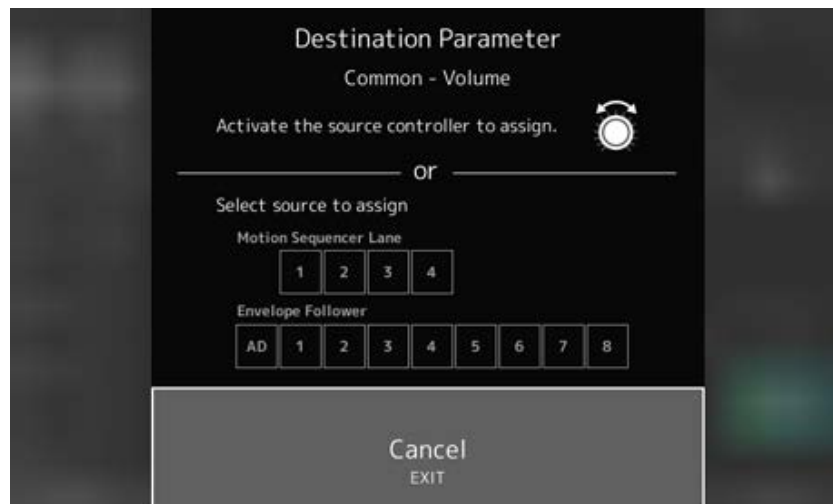 Destination Parameter
Common - Volume
Activate the source controller to assign.
or
Select source to assign
Motion Sequencer Lane
1 2 3 4
Envelope Follower
AD 1 2 3 4 5 6 7 8
Cancel
EXIT